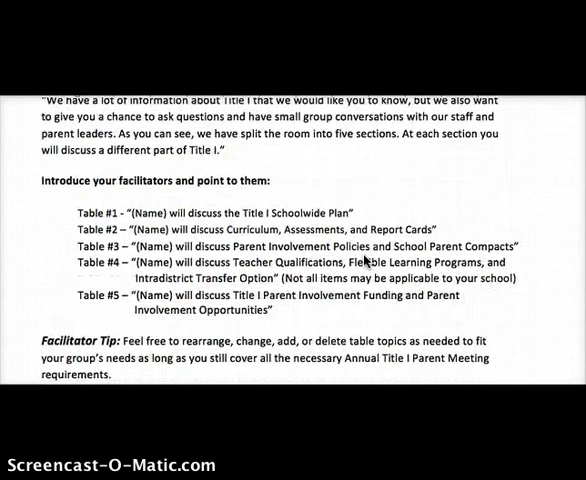 "We have a lot of information about Title I that we would like you to know, but we also want
to give you a chance to ask questions and have small group conversations with our staff and
parent leaders. As you can see, we have split the room into five sections. At each section you
will discuss a different part of Title I."
Introduce your facilitators and point to them:
Table #1 - "(Name) will discuss the Title I Schoolwide Plan"
Table #2 – "(Name) will discuss Curriculum, Assessments, and Report Cards"
Table #3 – "(Name) will discuss Parent Involvement Policies and School Parent Compacts"
Table #4 – "(Name) will discuss Teacher Qualifications, Flexible Learning Programs, and
Intradistrict Transfer Option" (Not all items may be applicable to your school)
Table #5 – "(Name) will discuss Title I Parent Involvement Funding and Parent
Involvement Opportunities"
Facilitator Tip: Feel free to rearrange, change, add, or delete table topics as needed to fit
your group's needs as long as you still cover all the necessary Annual Title I Parent Meeting
requirements.
Screencast-O-Matic.com